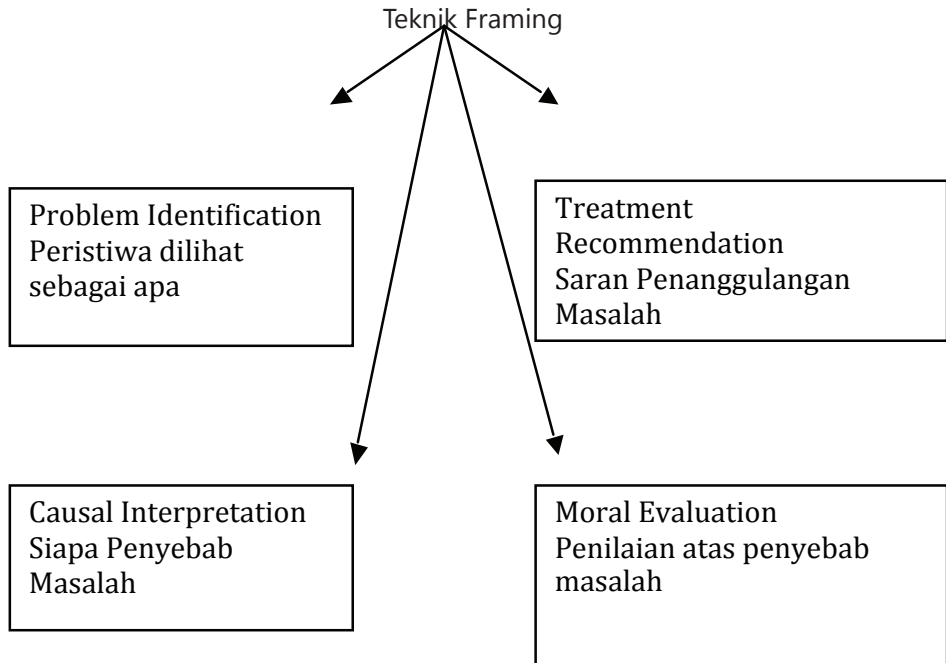 Teknik Framing
Problem Identification
Peristiwa dilihat
sebagai apa
Treatment
Recommendation
Saran Penanggulangan
Masalah
Causal Interpretation
Siapa Penyebab
Masalah
Moral Evaluation
Penilaian atas penyebab
masalah